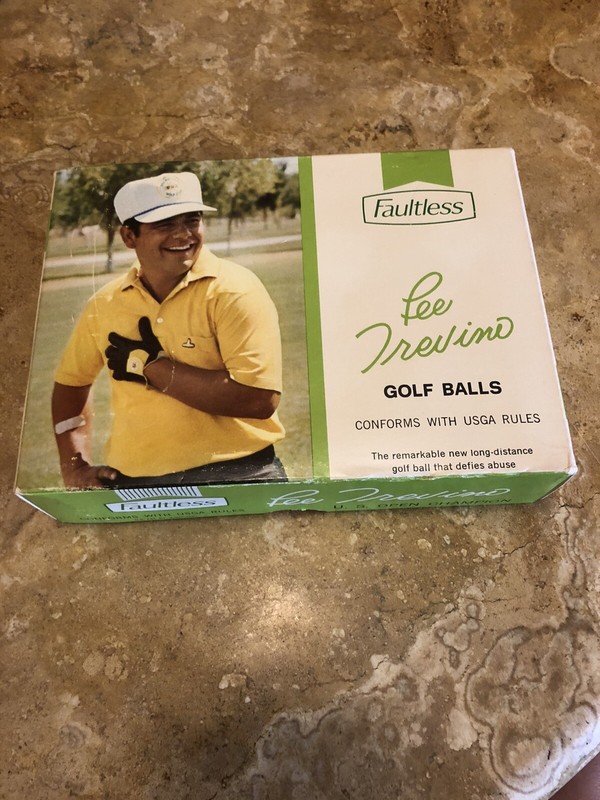 Faultless
Lee
Trevino
GOLF BALLS
CONFORMS WITH USGA RULES
The remarkable new long-distance
golf ball that defies abuse
Faultless
CONFORMS WITH USGA RULES
Lee Trevino
U. S. OPEN CHAMPION